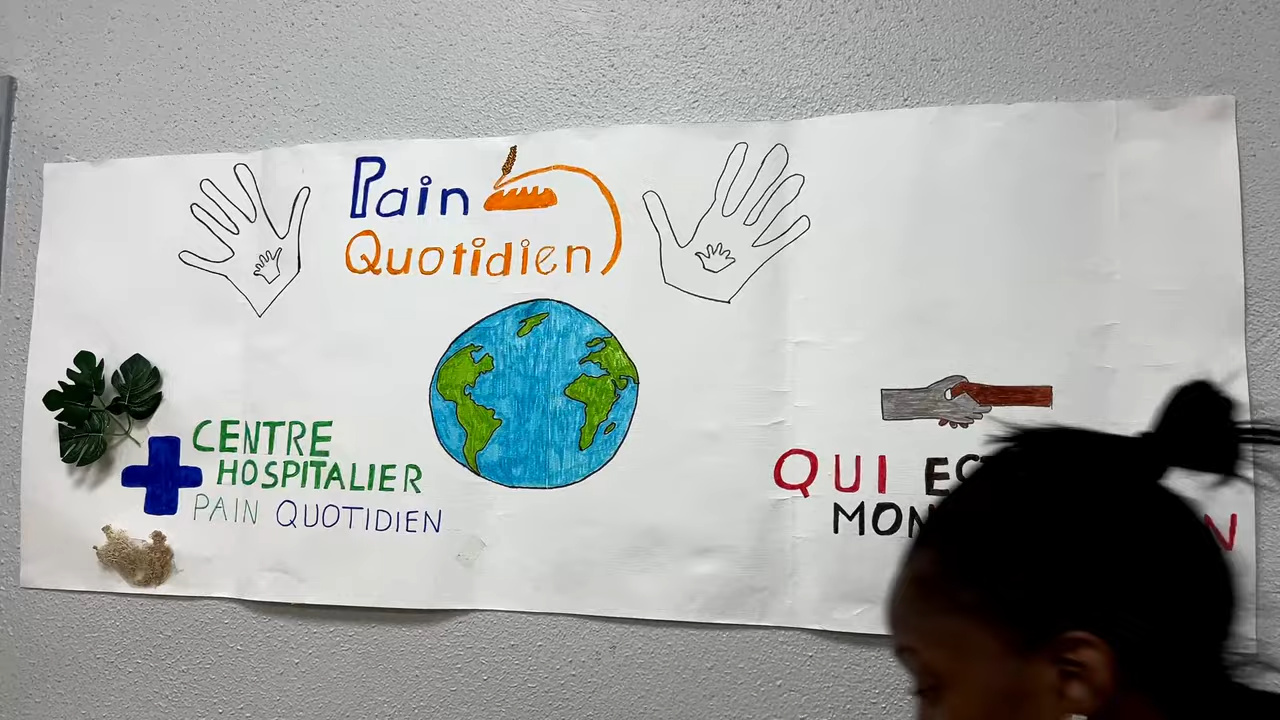 Pain
Quotidien
CENTRE
HOSPITALIER
PAIN QUOTIDIEN
QUI
MON